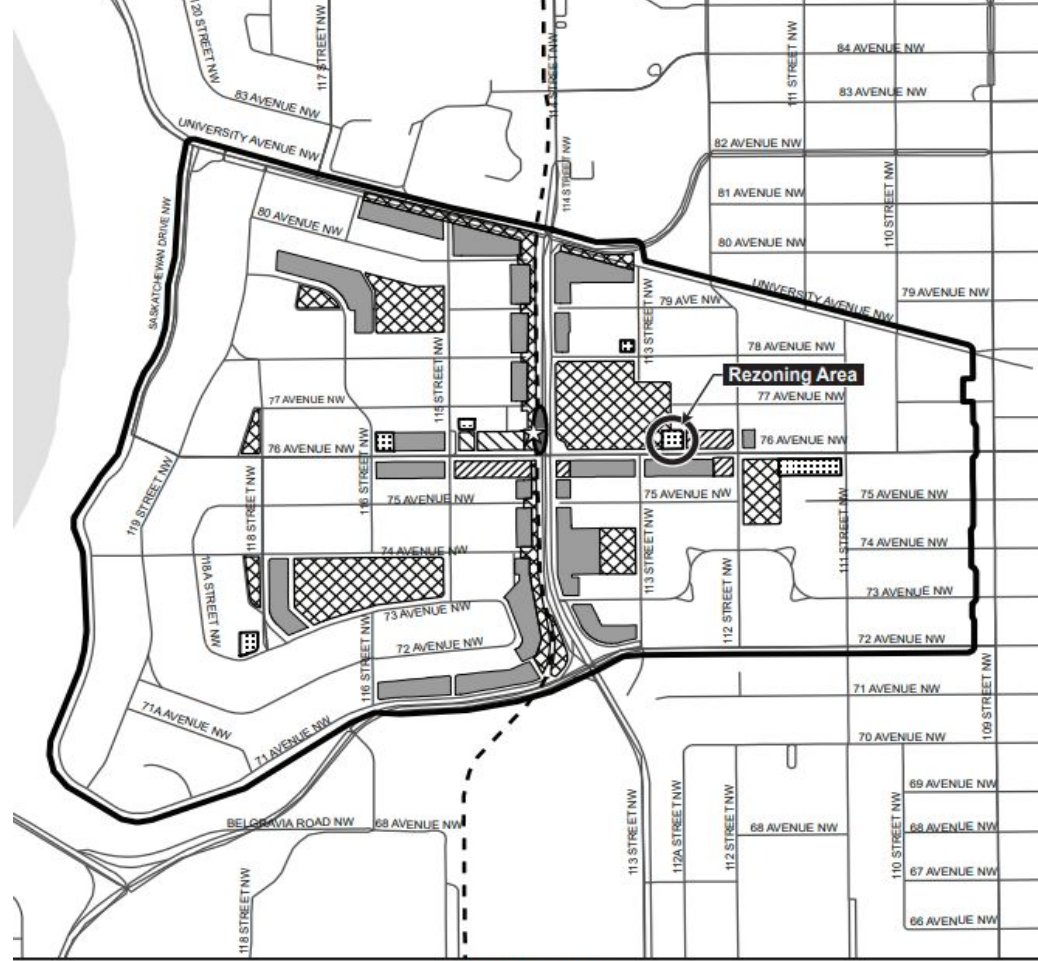 120 STREET NW
117 STREET NW
114 STREET NW
111 STREET NW
84 AVENUE NW
83 AVENUE NW
83 AVENUE NW
UNIVERSITY AVENUE NW
82 AVENUE NW
114 STREET NW
81 AVENUE NW
110 STREET NW
SASKATCHEWAN DRIVE NW
80 AVENUE NW
80 AVENUE NW
UNIVERSITY AVENUE NW
79 AVE NW
79 AVENUE NW
113 STREET NW
115 STREET NW
78 AVENUE NW
Rezoning Area
77 AVENUE NW
77 AVENUE NW
76 AVENUE NW
76 AVENUE NW
119 STREET NW
118 STREET NW
116 STREET NW
75 AVENUE NW
75 AVENUE NW
75 AVENUE NW
118A STREET NW
74 AVENUE NW
113 STREET NW
111 STREET NW
74 AVENUE NW
73 AVENUE NW
73 AVENUE NW
112 STREET NW
72 AVENUE NW
72 AVENUE NW
116 STREET NW
71A AVENUE NW
71 AVENUE NW
71 AVENUE NW
109 STREET NW
70 AVENUE NW
69 AVENUE NW
BELGRAVIA ROAD NW
68 AVENUE NW
68 AVENUE NW
68 AVENUE NW
113 STREET NW
112A STREET NW
112 STREET NW
110 STREET NW
67 AVENUE NW
118 STREET NW
66 AVENUE NW